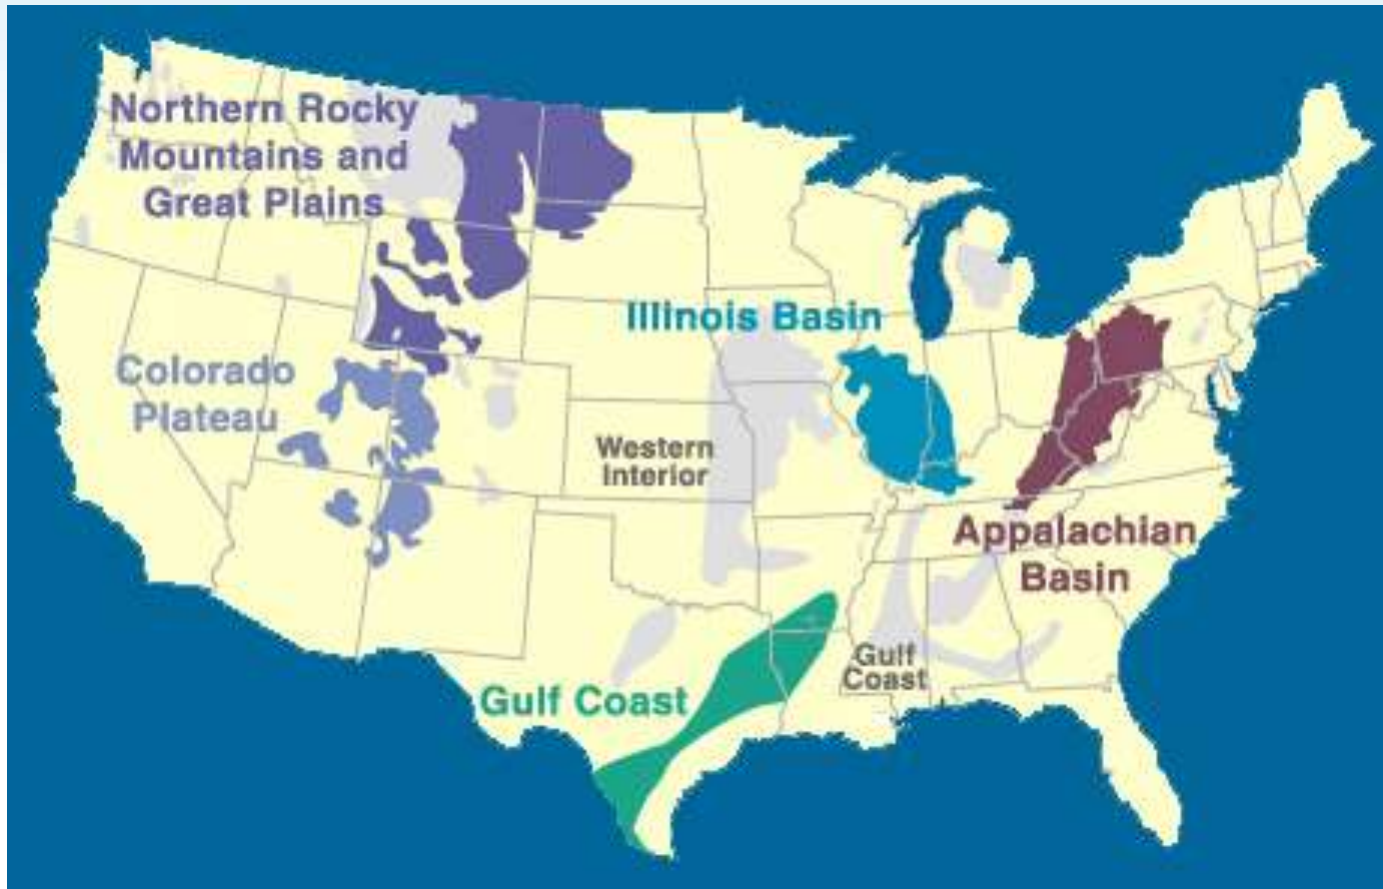 Northern Rocky
Mountains and
Great Plains
Illinois Basin
Colorado
Plateau
Western
Interior
Appalachian
Basin
Gulf
Coast
Gulf Coast